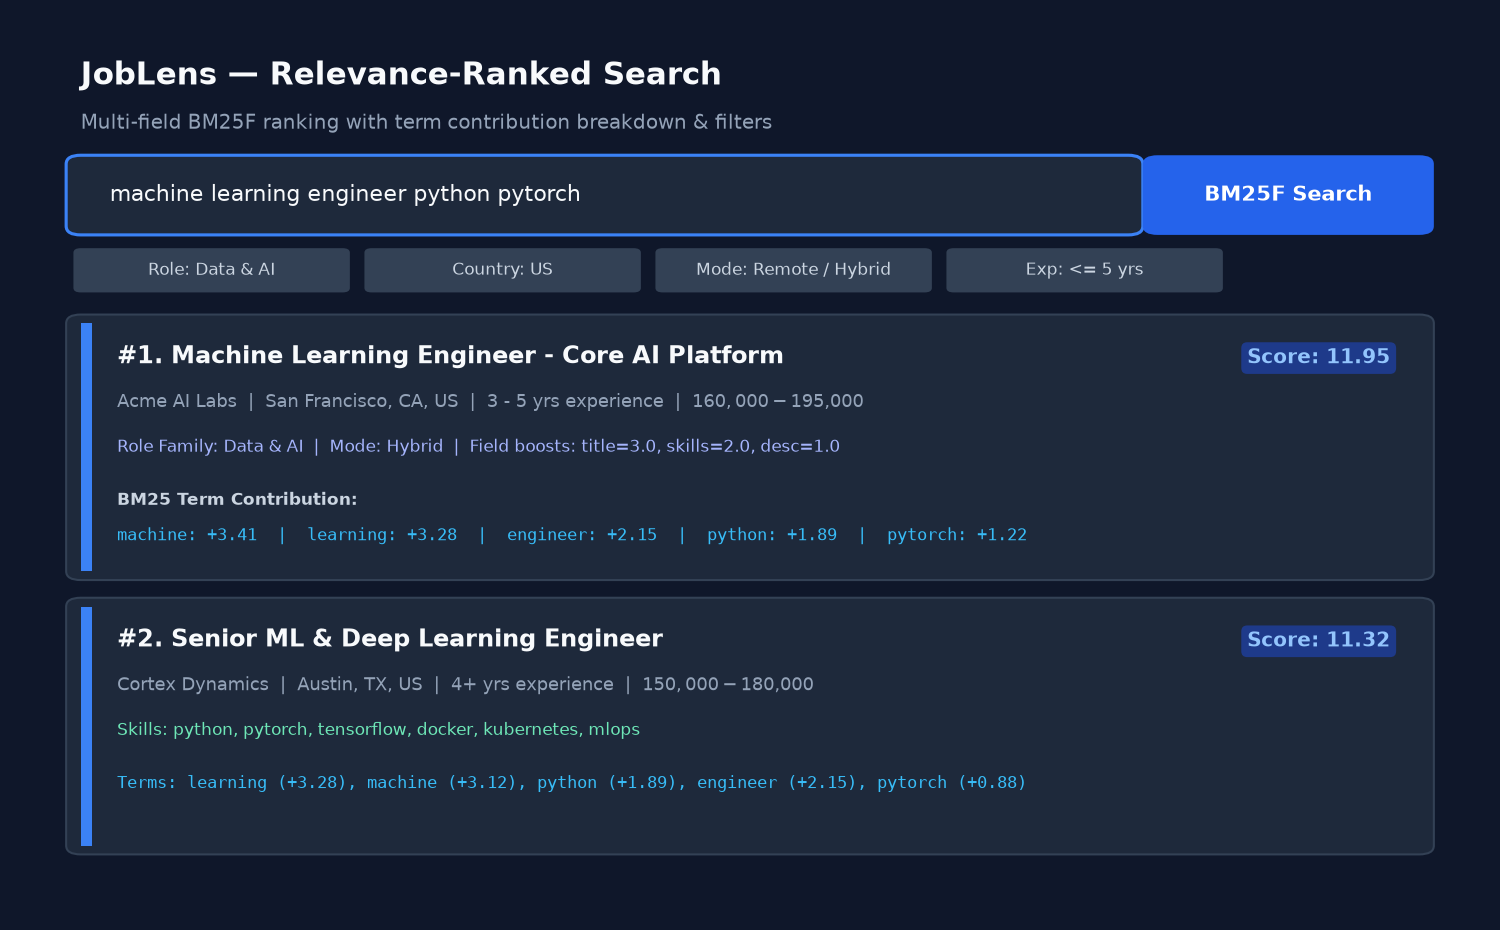 JobLens — Relevance-Ranked Search
Multi-field BM25F ranking with term contribution breakdown & filters
machine learning engineer python pytorch
BM25F Search
Role: Data & AI
Country: US
Mode: Remote / Hybrid
Exp: <= 5 yrs
#1. Machine Learning Engineer - Core AI Platform
Score: 11.95
Acme AI Labs | San Francisco, CA, US | 3 - 5 yrs experience | 160,000−195,000
Role Family: Data & AI | Mode: Hybrid | Field boosts: title=3.0, skills=2.0, desc=1.0
BM25 Term Contribution:
machine: +3.41 | learning: +3.28 | engineer: +2.15 | python: +1.89 | pytorch: +1.22
#2. Senior ML & Deep Learning Engineer
Score: 11.32
Cortex Dynamics | Austin, TX, US | 4+ yrs experience | 150,000−180,000
Skills: python, pytorch, tensorflow, docker, kubernetes, mlops
Terms: learning (+3.28), machine (+3.12), python (+1.89), engineer (+2.15), pytorch (+0.88)